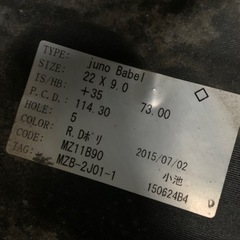 TYPE: juno Babel
SIZE: 22 X 9.0
IS/HB: +35 73.00
P.C.D.: 114.30
HOLE: 5
COLOR: R.Dポリ
CODE: MZ11B90 2015/07/02
TAG: MZB-2J01-1 小池
150624B4